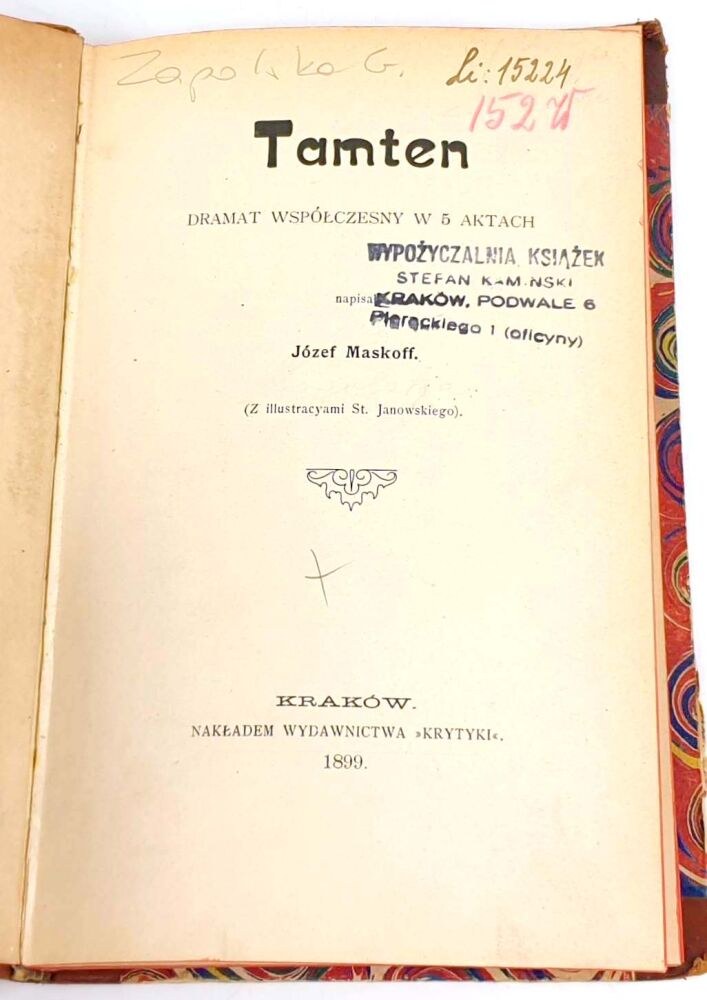 Zapolska G.
Li: 15224
152
Tamten
DRAMAT WSPÓŁCZESNY W 5 AKTACH
WYPOŻYCZALNIA KSIĄŻEK
STEFAN KAMINSKI
napisał
KRAKÓW, PODWALE 6
Pierackiego 1 (oficyny)
Józef Maskoff.
(Z illustracyami St. Janowskiego).
KRAKÓW.
NAKŁADEM WYDAWNICTWA »KRYTYKI«.
1899.